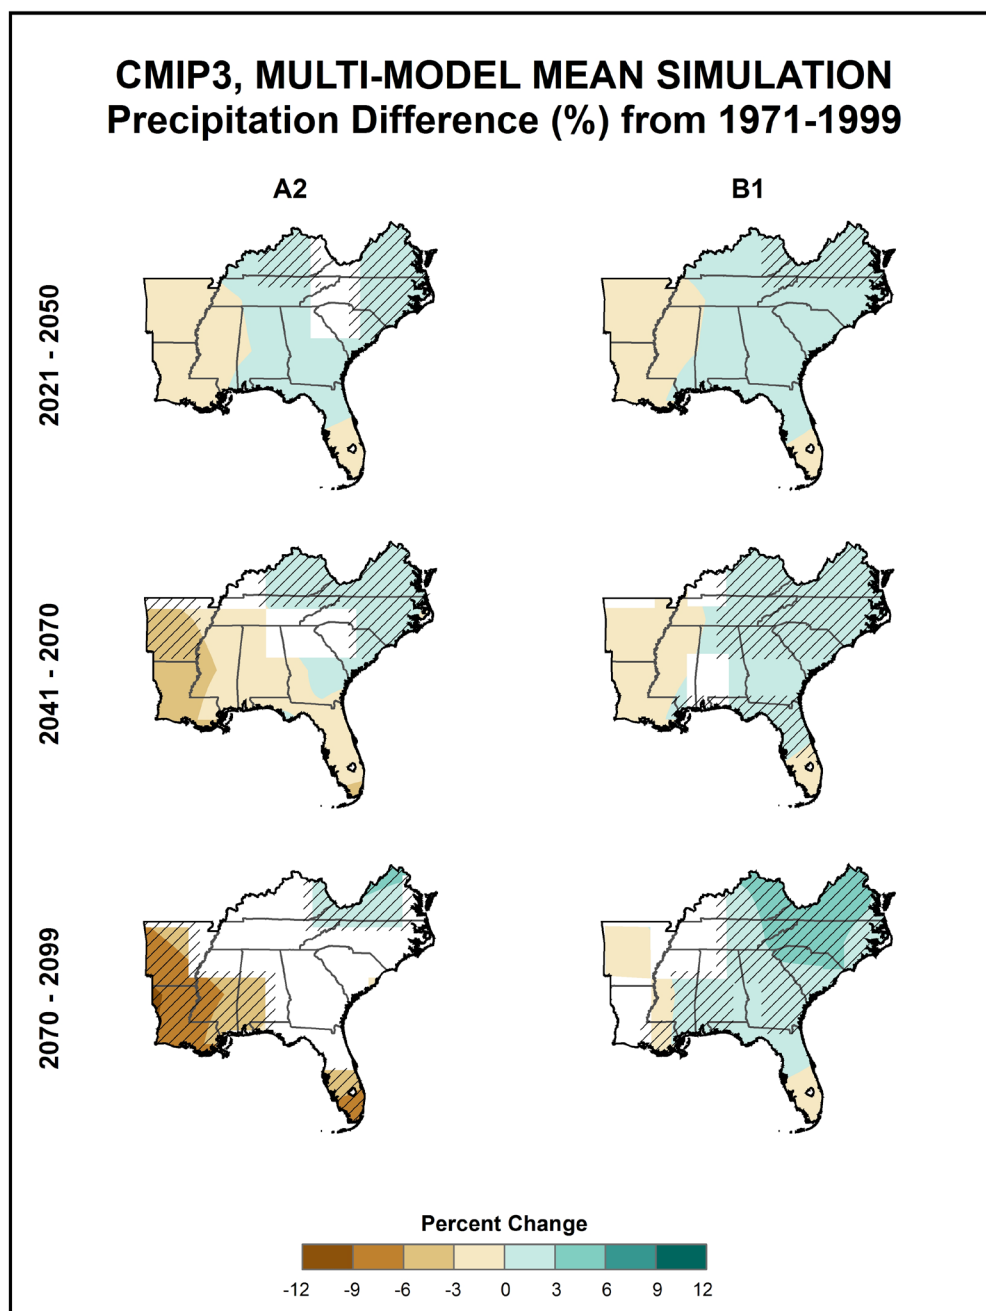 CMIP3, MULTI-MODEL MEAN SIMULATION
Precipitation Difference (%) from 1971-1999
A2
B1
2021 - 2050
2041 - 2070
2070 - 2099
Percent Change
-12 -9 -6 -3 0 3 6 9 12